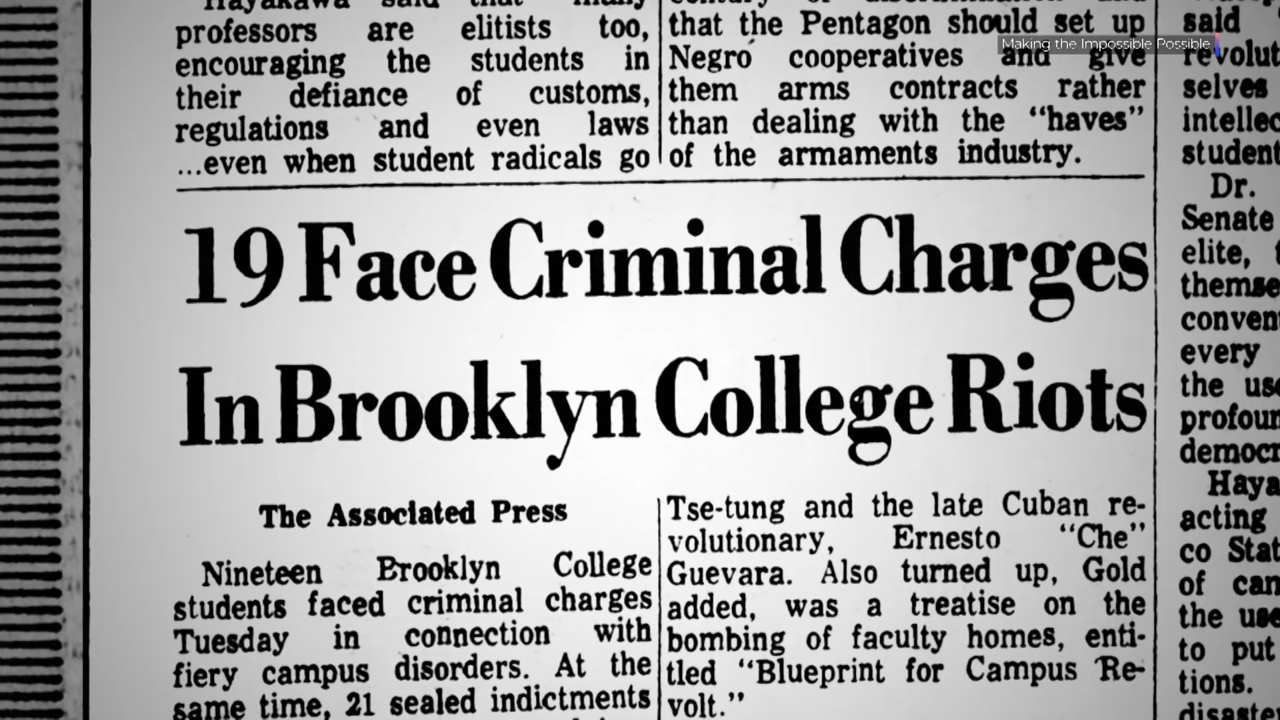 Hayakawa said that many
professors are elitists too,
encouraging the students in
their defiance of customs,
regulations and even laws
...even when student radicals go
that the Pentagon should set up
Negro cooperatives and give
them arms contracts rather
than dealing with the "haves"
of the armaments industry.
Making the Impossible Possible
19 Face Criminal Charges
In Brooklyn College Riots
The Associated Press
Nineteen Brooklyn College
students faced criminal charges
Tuesday in connection with
fiery campus disorders. At the
same time, 21 sealed indictments
Tse-tung and the late Cuban re-
volutionary, Ernesto "Che"
Guevara. Also turned up, Gold
added, was a treatise on the
bombing of faculty homes, enti-
tled "Blueprint for Campus Re-
volt."
said
revolut
selves
intellec
student
Dr.
Senate
elite,
themse
conven
every
the use
profour
democr
Haya
acting
co Stat
of can
the use
to put
tions.
disaste